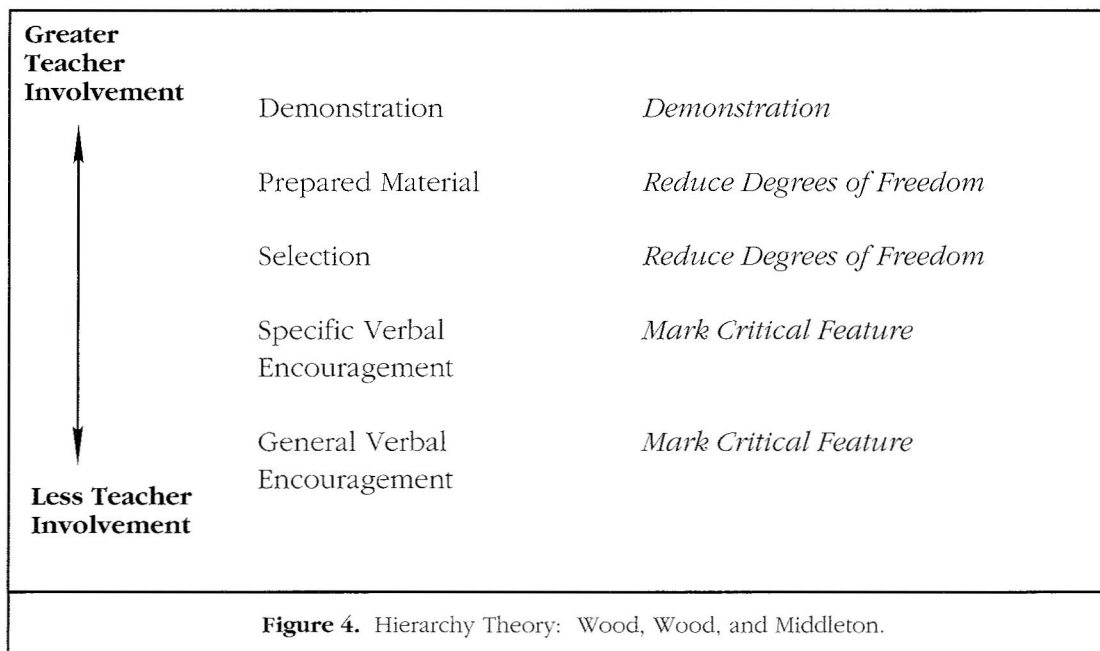 Greater
Teacher
Involvement
Demonstration Demonstration
Prepared Material Reduce Degrees of Freedom
Selection Reduce Degrees of Freedom
Specific Verbal Mark Critical Feature
Encouragement
General Verbal Mark Critical Feature
Encouragement
Less Teacher
Involvement
Figure 4. Hierarchy Theory: Wood, Wood, and Middleton.